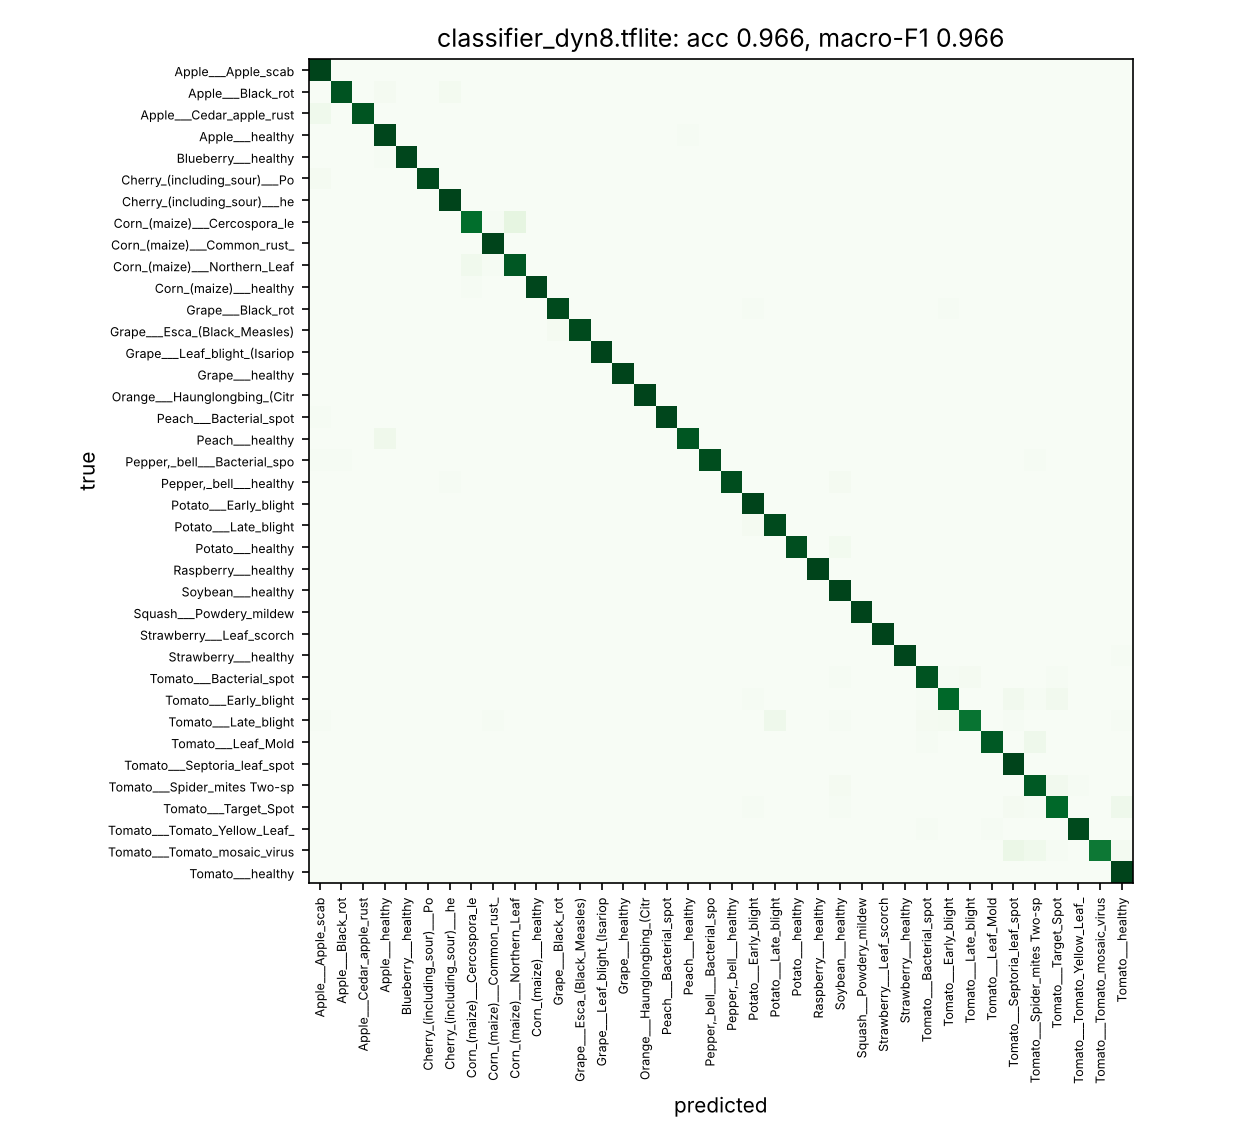 classifier_dyn8.tflite: acc 0.966, macro-F1 0.966
true
Apple___Apple_scab
Apple___Black_rot
Apple___Cedar_apple_rust
Apple___healthy
Blueberry___healthy
Cherry_(including_sour)___Po
Cherry_(including_sour)___he
Corn_(maize)___Cercospora_le
Corn_(maize)___Common_rust_
Corn_(maize)___Northern_Leaf
Corn_(maize)___healthy
Grape___Black_rot
Grape___Esca_(Black_Measles)
Grape___Leaf_blight_(Isariop
Grape___healthy
Orange___Haunglongbing_(Citr
Peach___Bacterial_spot
Peach___healthy
Pepper,_bell___Bacterial_spo
Pepper,_bell___healthy
Potato___Early_blight
Potato___Late_blight
Potato___healthy
Raspberry___healthy
Soybean___healthy
Squash___Powdery_mildew
Strawberry___Leaf_scorch
Strawberry___healthy
Tomato___Bacterial_spot
Tomato___Early_blight
Tomato___Late_blight
Tomato___Leaf_Mold
Tomato___Septoria_leaf_spot
Tomato___Spider_mites Two-sp
Tomato___Target_Spot
Tomato___Tomato_Yellow_Leaf_
Tomato___Tomato_mosaic_virus
Tomato___healthy
Apple___Apple_scab
Apple___Black_rot
Apple___Cedar_apple_rust
Apple___healthy
Blueberry___healthy
Cherry_(including_sour)___Po
Cherry_(including_sour)___he
Corn_(maize)___Cercospora_le
Corn_(maize)___Common_rust_
Corn_(maize)___Northern_Leaf
Corn_(maize)___healthy
Grape___Black_rot
Grape___Esca_(Black_Measles)
Grape___Leaf_blight_(Isariop
Grape___healthy
Orange___Haunglongbing_(Citr
Peach___Bacterial_spot
Peach___healthy
Pepper,_bell___Bacterial_spo
Pepper,_bell___healthy
Potato___Early_blight
Potato___Late_blight
Potato___healthy
Raspberry___healthy
Soybean___healthy
Squash___Powdery_mildew
Strawberry___Leaf_scorch
Strawberry___healthy
Tomato___Bacterial_spot
Tomato___Early_blight
Tomato___Late_blight
Tomato___Leaf_Mold
Tomato___Septoria_leaf_spot
Tomato___Spider_mites Two-sp
Tomato___Target_Spot
Tomato___Tomato_Yellow_Leaf_
Tomato___Tomato_mosaic_virus
Tomato___healthy
predicted